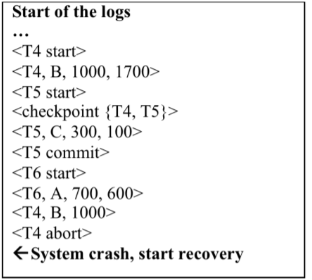 Start of the logs
...
<T4 start>
<T4, B, 1000, 1700>
<T5 start>
<checkpoint {T4, T5}>
<T5, C, 300, 100>
<T5 commit>
<T6 start>
<T6, A, 700, 600>
<T4, B, 1000>
<T4 abort>
←System crash, start recovery